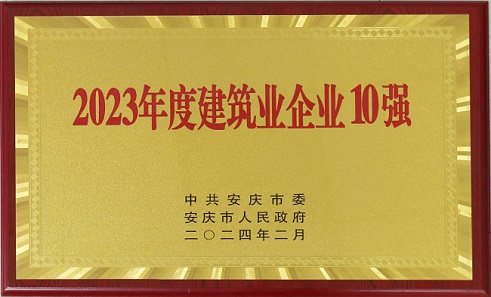 2023年度建筑业企业10强
中共安庆市委
安庆市人民政府
二〇二四年二月